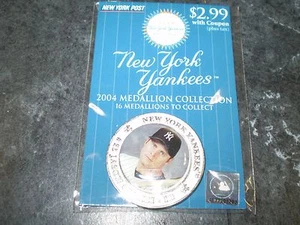 NEW YORK POST
$2.99
with Coupon
(plus tax)
New York
Yankees™
2004 MEDALLION COLLECTION
16 MEDALLIONS TO COLLECT
NEW YORK YANKEES